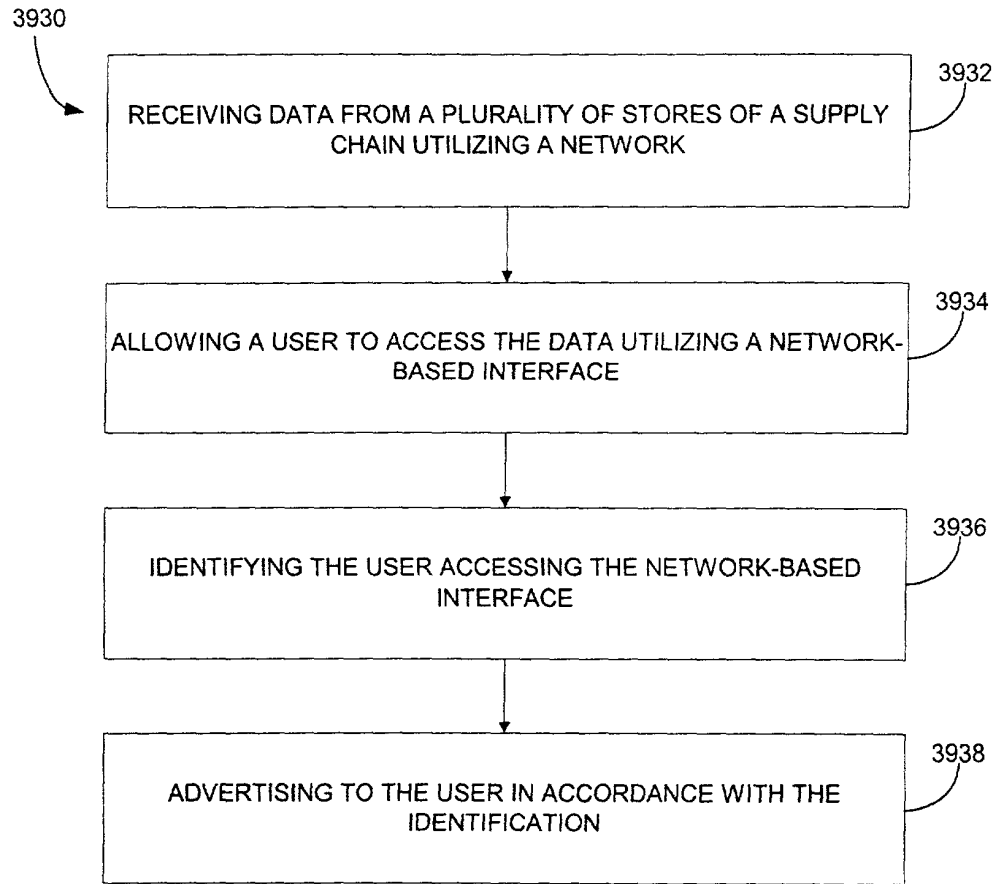 3930
3932
RECEIVING DATA FROM A PLURALITY OF STORES OF A SUPPLY
CHAIN UTILIZING A NETWORK
3934
ALLOWING A USER TO ACCESS THE DATA UTILIZING A NETWORK-
BASED INTERFACE
3936
IDENTIFYING THE USER ACCESSING THE NETWORK-BASED
INTERFACE
3938
ADVERTISING TO THE USER IN ACCORDANCE WITH THE
IDENTIFICATION